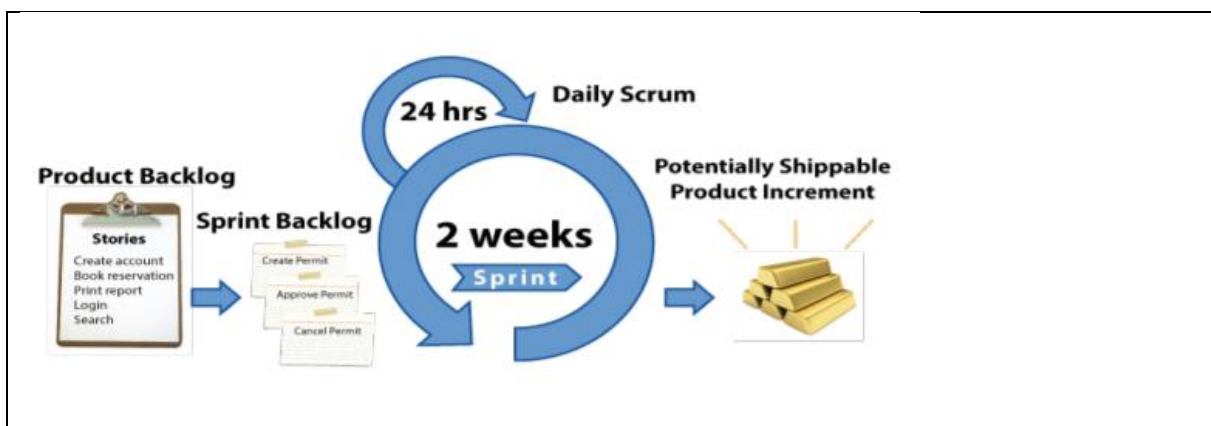 24 hrs
Daily Scrum
Product Backlog
Stories
Create account
Book reservation
Print report
Login
Search
Sprint Backlog
Create Permit
Approve Permit
Cancel Permit
2 weeks
Sprint
Potentially Shippable
Product Increment